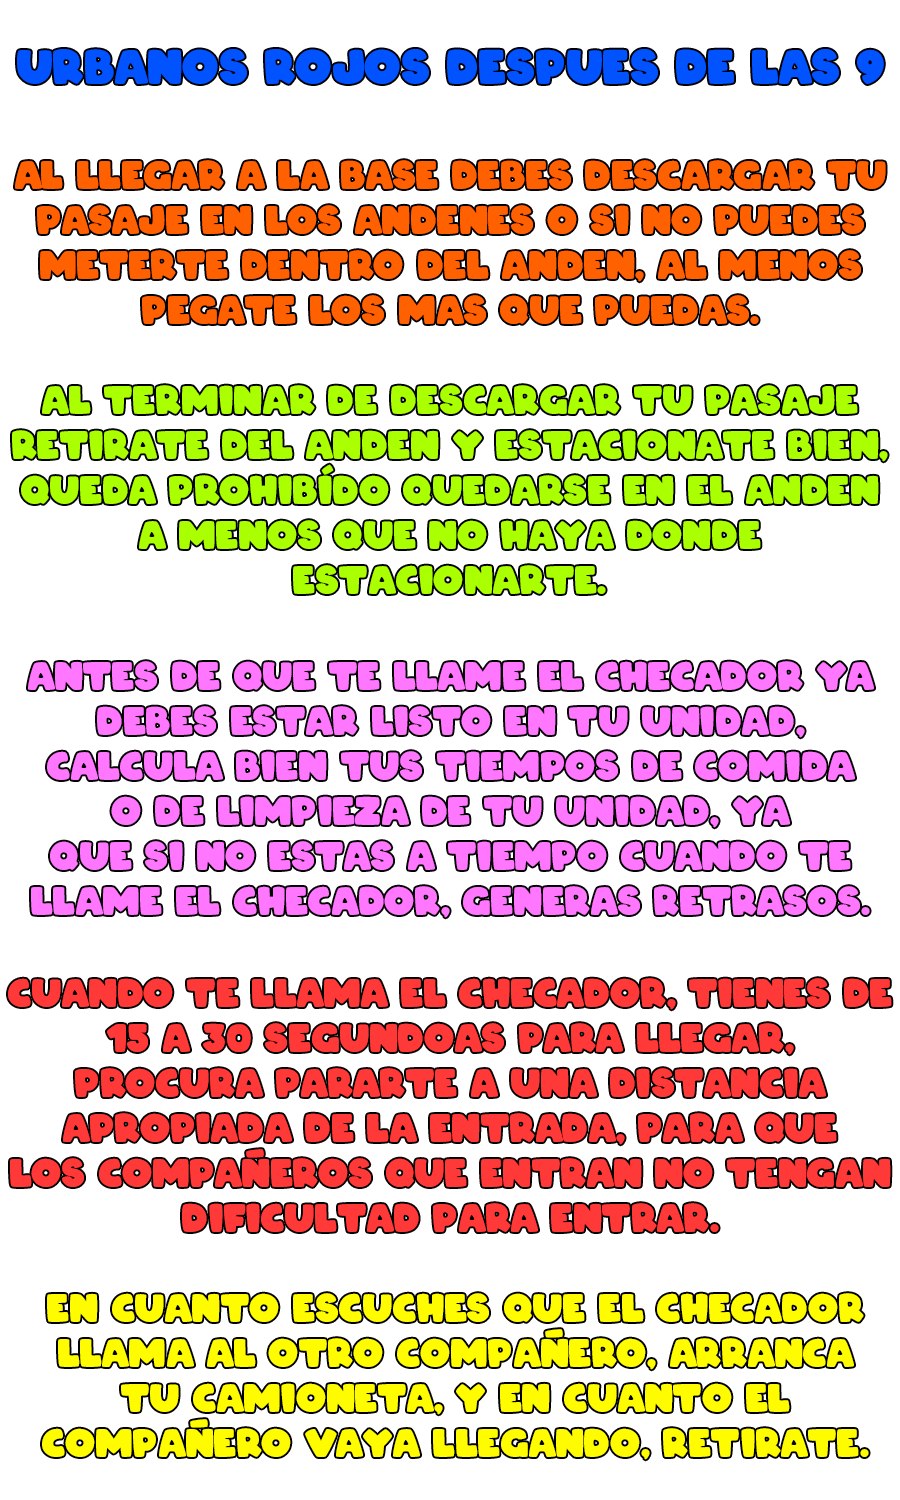 URBANOS ROJOS DESPUES DE LAS 9
AL LLEGAR A LA BASE DEBES DESCARGAR TU
PASAJE EN LOS ANDENES O SI NO PUEDES
METERTE DENTRO DEL ANDEN, AL MENOS
PEGATE LOS MAS QUE PUEDAS.
AL TERMINAR DE DESCARGAR TU PASAJE
RETIRATE DEL ANDEN Y ESTACIONATE BIEN,
QUEDA PROHIBÍDO QUEDARSE EN EL ANDEN
A MENOS QUE NO HAYA DONDE
ESTACIONARTE.
ANTES DE QUE TE LLAME EL CHECADOR YA
DEBES ESTAR LISTO EN TU UNIDAD,
CALCULA BIEN TUS TIEMPOS DE COMIDA
O DE LIMPIEZA DE TU UNIDAD, YA
QUE SI NO ESTAS A TIEMPO CUANDO TE
LLAME EL CHECADOR, GENERAS RETRASOS.
CUANDO TE LLAMA EL CHECADOR, TIENES DE
15 A 30 SEGUNDOAS PARA LLEGAR,
PROCURA PARARTE A UNA DISTANCIA
APROPIADA DE LA ENTRADA, PARA QUE
LOS COMPAÑEROS QUE ENTRAN NO TENGAN
DIFICULTAD PARA ENTRAR.
EN CUANTO ESCUCHES QUE EL CHECADOR
LLAMA AL OTRO COMPAÑERO, ARRANCA
TU CAMIONETA, Y EN CUANTO EL
COMPAÑERO VAYA LLEGANDO, RETIRATE.